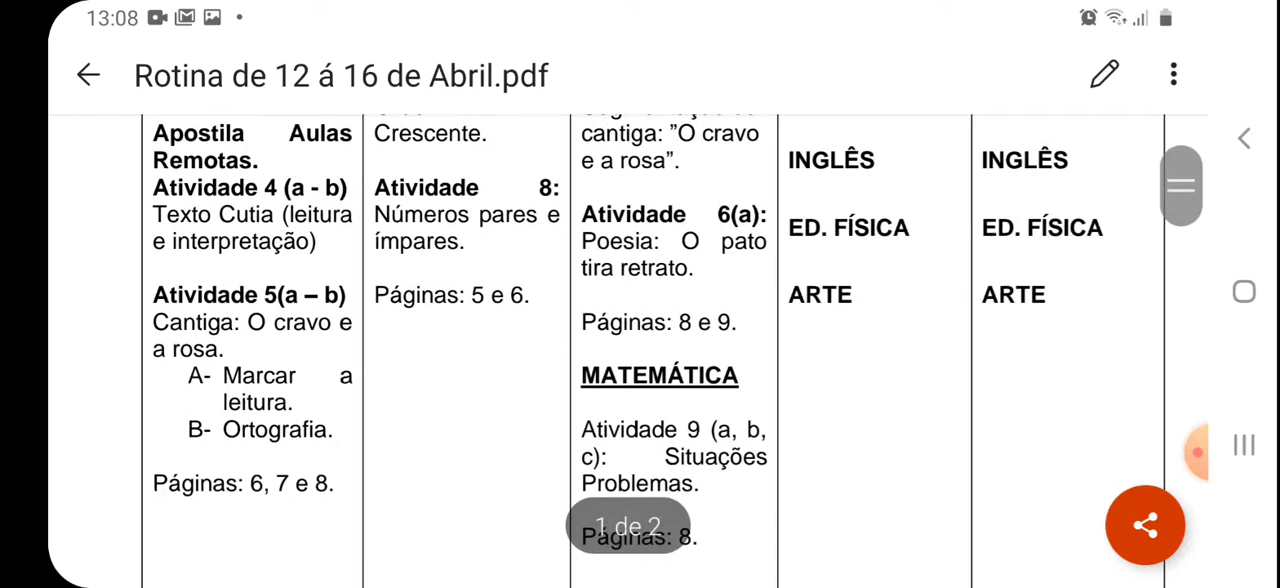 13:08
Rotina de 12 á 16 de Abril.pdf
Apostila Aulas
Remotas.
Atividade 4 (a - b)
Texto Cutia (leitura
e interpretação)
Atividade 5(a – b)
Cantiga: O cravo e
a rosa.
A- Marcar a
leitura.
B- Ortografia.
Páginas: 6, 7 e 8.
Crescente.
Atividade 8:
Números pares e
ímpares.
Páginas: 5 e 6.
cantiga: ”O cravo
e a rosa”.
Atividade 6(a):
Poesia: O pato
tira retrato.
Páginas: 8 e 9.
MATEMÁTICA
Atividade 9 (a, b,
c): Situações
Problemas.
1 de 2
Páginas: 8.
INGLÊS
ED. FÍSICA
ARTE
INGLÊS
ED. FÍSICA
ARTE